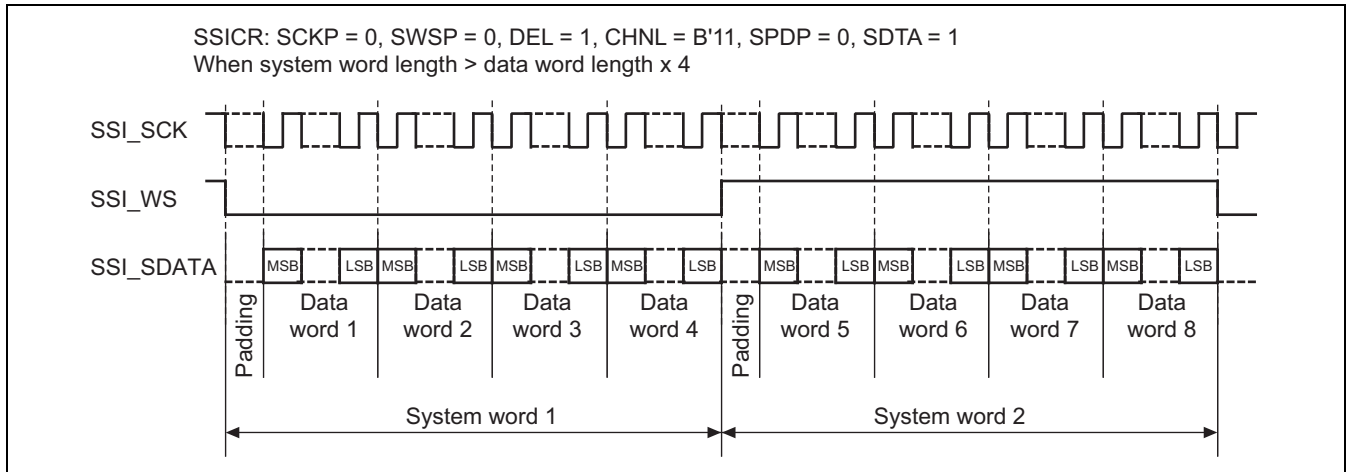 SSICR: SCKP = 0, SWSP = 0, DEL = 1, CHNL = B'11, SPDP = 0, SDTA = 1
When system word length > data word length x 4
SSI_SCK
SSI_WS
SSI_SDATA
MSB LSB MSB LSB MSB LSB MSB LSB MSB LSB MSB LSB MSB LSB MSB LSB
Padding
Data
word 1
Data
word 2
Data
word 3
Data
word 4
Padding
Data
word 5
Data
word 6
Data
word 7
Data
word 8
System word 1
System word 2